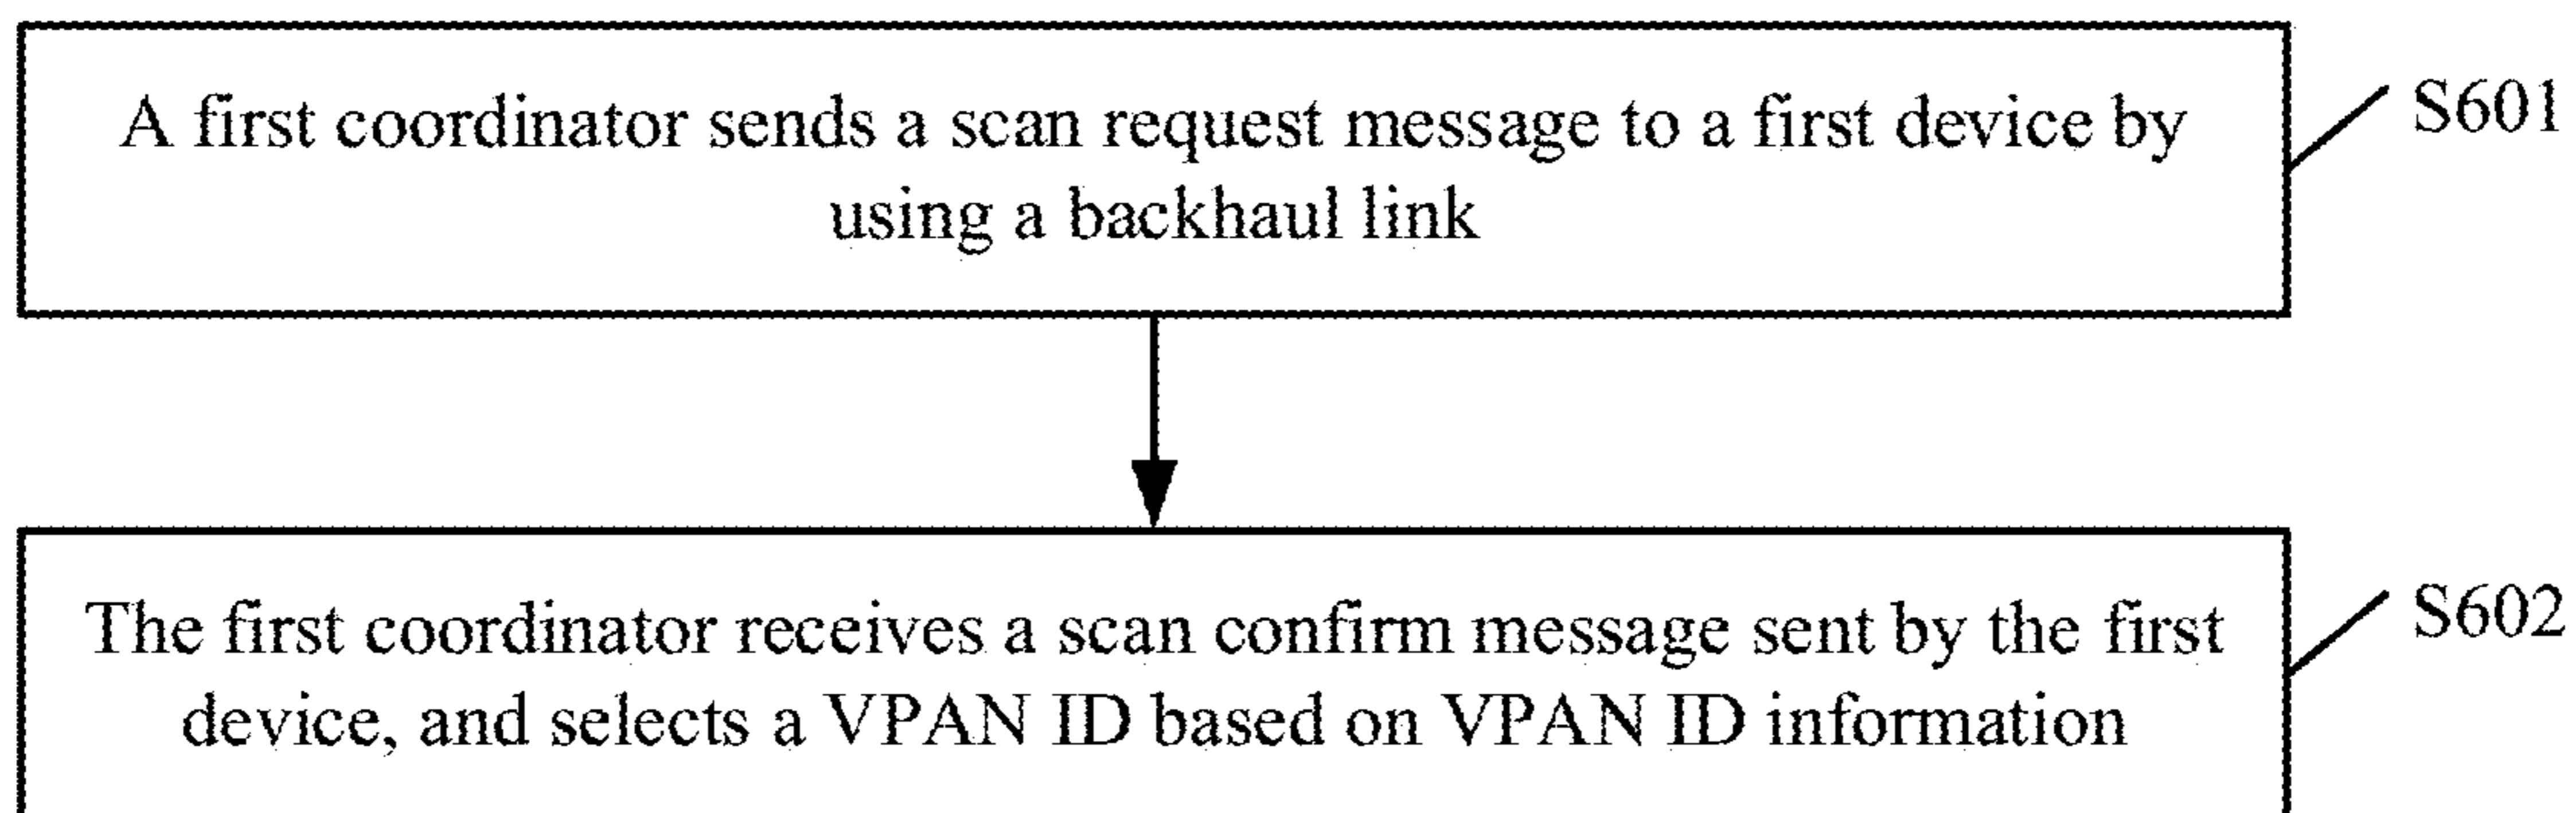 A first coordinator sends a scan request message to a first device by
using a backhaul link
S601
The first coordinator receives a scan confirm message sent by the first
device, and selects a VPAN ID based on VPAN ID information
S602